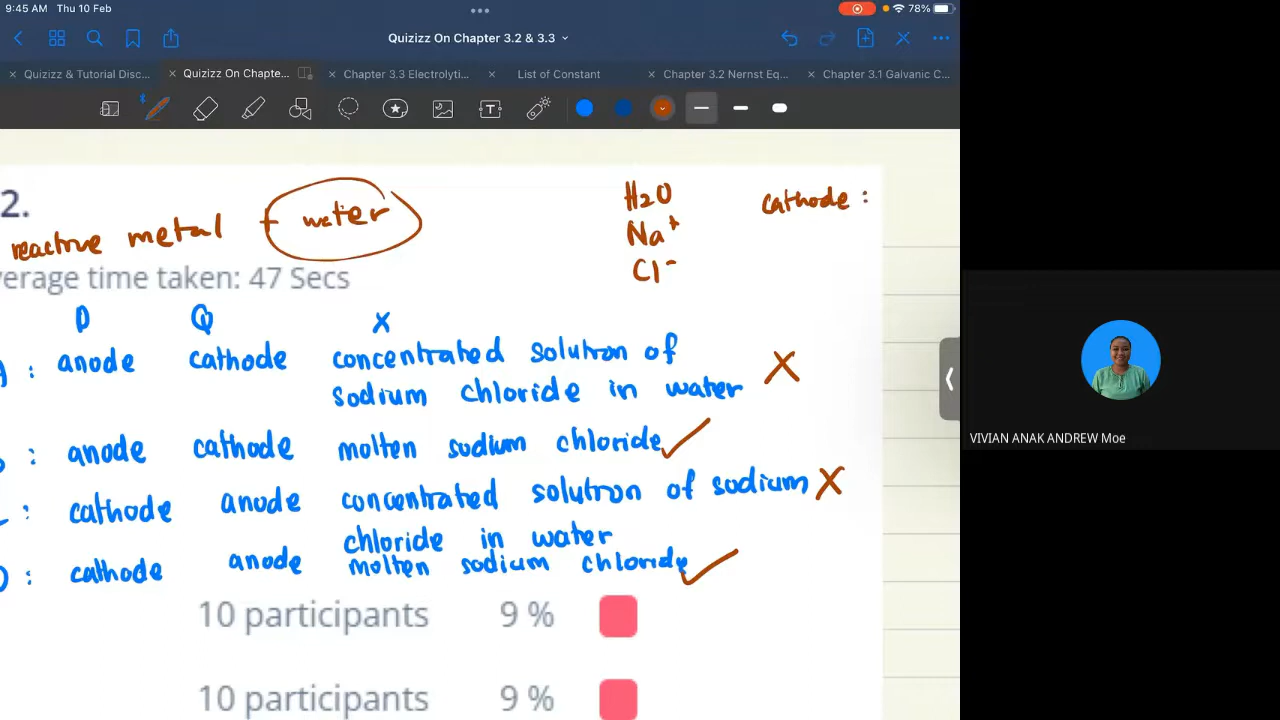 9:45 AM Thu 10 Feb
78%
Quizizz On Chapter 3.2 & 3.3
Quizizz & Tutorial Disc...
Quizizz On Chapte...
Chapter 3.3 Electrolyti...
List of Constant
Chapter 3.2 Nernst Eq...
Chapter 3.1 Galvanic C...
2.
reactive metal + water
H2O
Na+
Cl-
cathode :
verage time taken: 47 Secs
P Q X
: anode cathode concentrated solution of
sodium chloride in water X
: anode cathode molten sodium chloride ✓
: cathode anode concentrated solution of sodium X
chloride in water
D : cathode anode molten sodium chloride ✓
10 participants 9 %
10 participants 9 %
VIVIAN ANAK ANDREW Moe